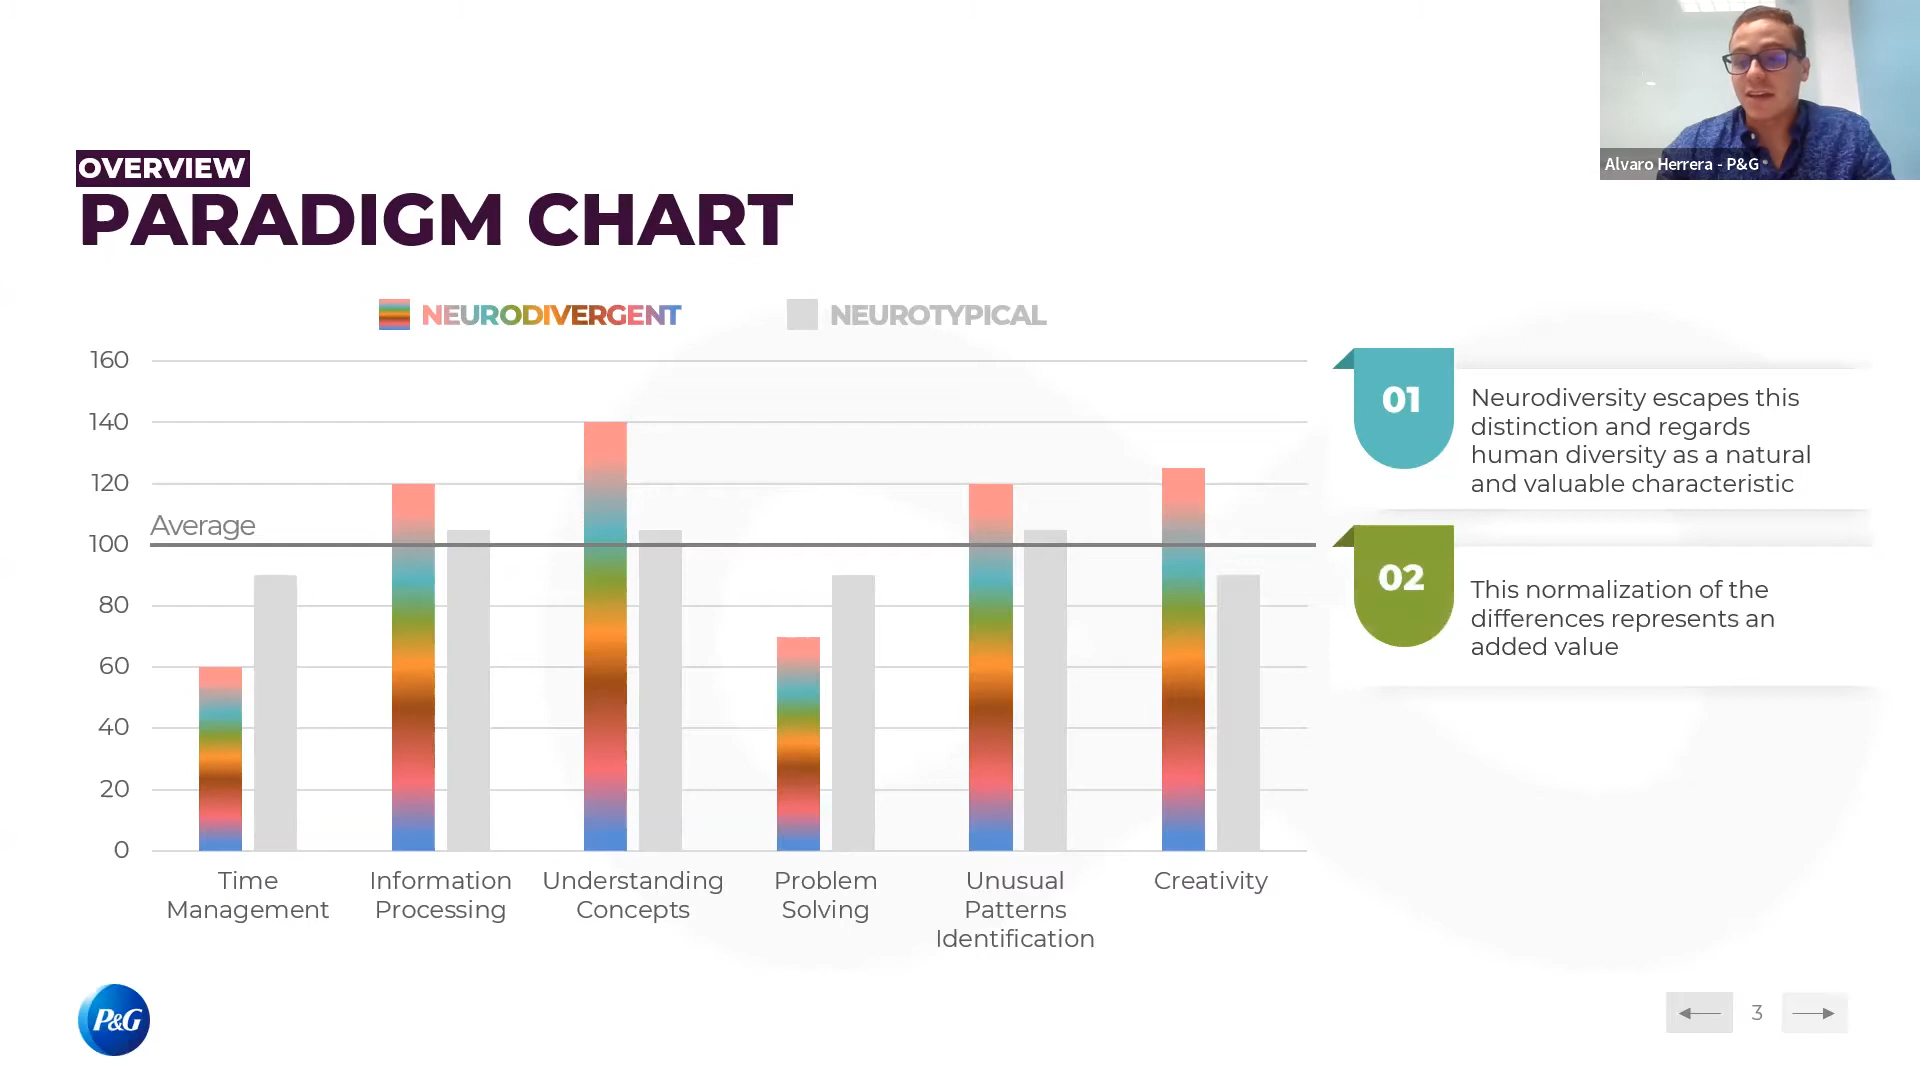 Alvaro Herrera - P&G
OVERVIEW
PARADIGM CHART
NEURODIVERGENT
NEUROTYPICAL
160
140
120
100
80
60
40
20
0
Average
Time
Management
Information
Processing
Understanding
Concepts
Problem
Solving
Unusual
Patterns
Identification
Creativity
01
Neurodiversity escapes this
distinction and regards
human diversity as a natural
and valuable characteristic
02
This normalization of the
differences represents an
added value
P&G
3